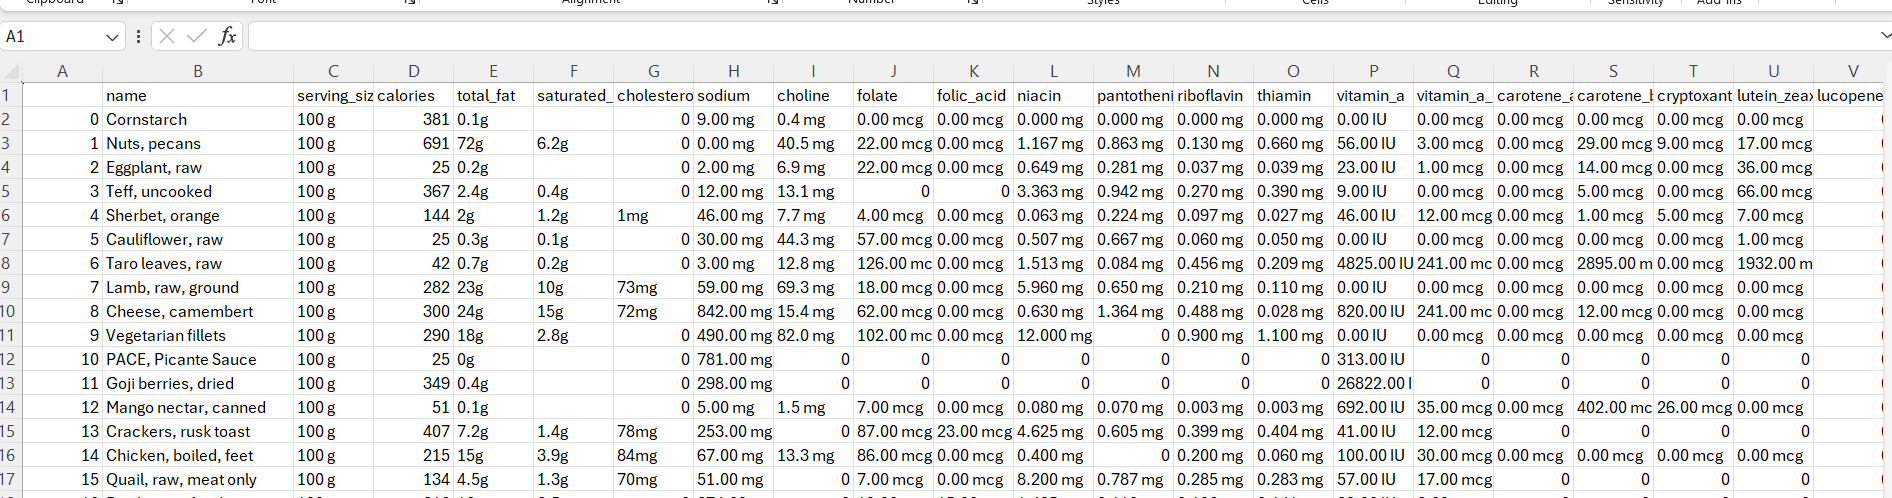 Clipboard Font Alignment Number Styles Cells Editing Sensitivity Add-ins
A1 fx
A B C D E F G H I J K L M N O P Q R S T U V
1 name serving_siz calories total_fat saturated_ cholestero sodium choline folate folic_acid niacin pantotheni riboflavin thiamin vitamin_a vitamin_a_ carotene_a carotene_b cryptoxant lutein_zeax lucopene
2 0 Cornstarch 100 g 381 0.1g 0 9.00 mg 0.4 mg 0.00 mcg 0.00 mcg 0.000 mg 0.000 mg 0.000 mg 0.000 mg 0.00 IU 0.00 mcg 0.00 mcg 0.00 mcg 0.00 mcg 0.00 mcg
3 1 Nuts, pecans 100 g 691 72g 6.2g 0 0.00 mg 40.5 mg 22.00 mcg 0.00 mcg 1.167 mg 0.863 mg 0.130 mg 0.660 mg 56.00 IU 3.00 mcg 0.00 mcg 29.00 mcg 9.00 mcg 17.00 mcg
4 2 Eggplant, raw 100 g 25 0.2g 0 2.00 mg 6.9 mg 22.00 mcg 0.00 mcg 0.649 mg 0.281 mg 0.037 mg 0.039 mg 23.00 IU 1.00 mcg 0.00 mcg 14.00 mcg 0.00 mcg 36.00 mcg
5 3 Teff, uncooked 100 g 367 2.4g 0.4g 0 12.00 mg 13.1 mg 0 0 3.363 mg 0.942 mg 0.270 mg 0.390 mg 9.00 IU 0.00 mcg 0.00 mcg 5.00 mcg 0.00 mcg 66.00 mcg
6 4 Sherbet, orange 100 g 144 2g 1.2g 1mg 46.00 mg 7.7 mg 4.00 mcg 0.00 mcg 0.063 mg 0.224 mg 0.097 mg 0.027 mg 46.00 IU 12.00 mcg 0.00 mcg 1.00 mcg 5.00 mcg 7.00 mcg
7 5 Cauliflower, raw 100 g 25 0.3g 0.1g 0 30.00 mg 44.3 mg 57.00 mcg 0.00 mcg 0.507 mg 0.667 mg 0.060 mg 0.050 mg 0.00 IU 0.00 mcg 0.00 mcg 0.00 mcg 0.00 mcg 1.00 mcg
8 6 Taro leaves, raw 100 g 42 0.7g 0.2g 0 3.00 mg 12.8 mg 126.00 mc 0.00 mcg 1.513 mg 0.084 mg 0.456 mg 0.209 mg 4825.00 IU 241.00 mc 0.00 mcg 2895.00 m 0.00 mcg 1932.00 m
9 7 Lamb, raw, ground 100 g 282 23g 10g 73mg 59.00 mg 69.3 mg 18.00 mcg 0.00 mcg 5.960 mg 0.650 mg 0.210 mg 0.110 mg 0.00 IU 0.00 mcg 0.00 mcg 0.00 mcg 0.00 mcg 0.00 mcg
10 8 Cheese, camembert 100 g 300 24g 15g 72mg 842.00 mg 15.4 mg 62.00 mcg 0.00 mcg 0.630 mg 1.364 mg 0.488 mg 0.028 mg 820.00 IU 241.00 mc 0.00 mcg 12.00 mcg 0.00 mcg 0.00 mcg
11 9 Vegetarian fillets 100 g 290 18g 2.8g 0 490.00 mg 82.0 mg 102.00 mc 0.00 mcg 12.000 mg 0 0.900 mg 1.100 mg 0.00 IU 0.00 mcg 0.00 mcg 0.00 mcg 0.00 mcg 0.00 mcg
12 10 PACE, Picante Sauce 100 g 25 0g 0 781.00 mg 0 0 0 0 0 0 0 313.00 IU 0 0 0 0 0
13 11 Goji berries, dried 100 g 349 0.4g 0 298.00 mg 0 0 0 0 0 0 0 26822.00 I 0 0 0 0 0
14 12 Mango nectar, canned 100 g 51 0.1g 0 5.00 mg 1.5 mg 7.00 mcg 0.00 mcg 0.080 mg 0.070 mg 0.003 mg 0.003 mg 692.00 IU 35.00 mcg 0.00 mcg 402.00 mc 26.00 mcg 0.00 mcg
15 13 Crackers, rusk toast 100 g 407 7.2g 1.4g 78mg 253.00 mg 0 87.00 mcg 23.00 mcg 4.625 mg 0.605 mg 0.399 mg 0.404 mg 41.00 IU 12.00 mcg 0 0 0 0
16 14 Chicken, boiled, feet 100 g 215 15g 3.9g 84mg 67.00 mg 13.3 mg 86.00 mcg 0.00 mcg 0.400 mg 0 0.200 mg 0.060 mg 100.00 IU 30.00 mcg 0.00 mcg 0.00 mcg 0.00 mcg 0.00 mcg
17 15 Quail, raw, meat only 100 g 134 4.5g 1.3g 70mg 51.00 mg 0 7.00 mcg 0.00 mcg 8.200 mg 0.787 mg 0.285 mg 0.283 mg 57.00 IU 17.00 mcg 0 0 0 0